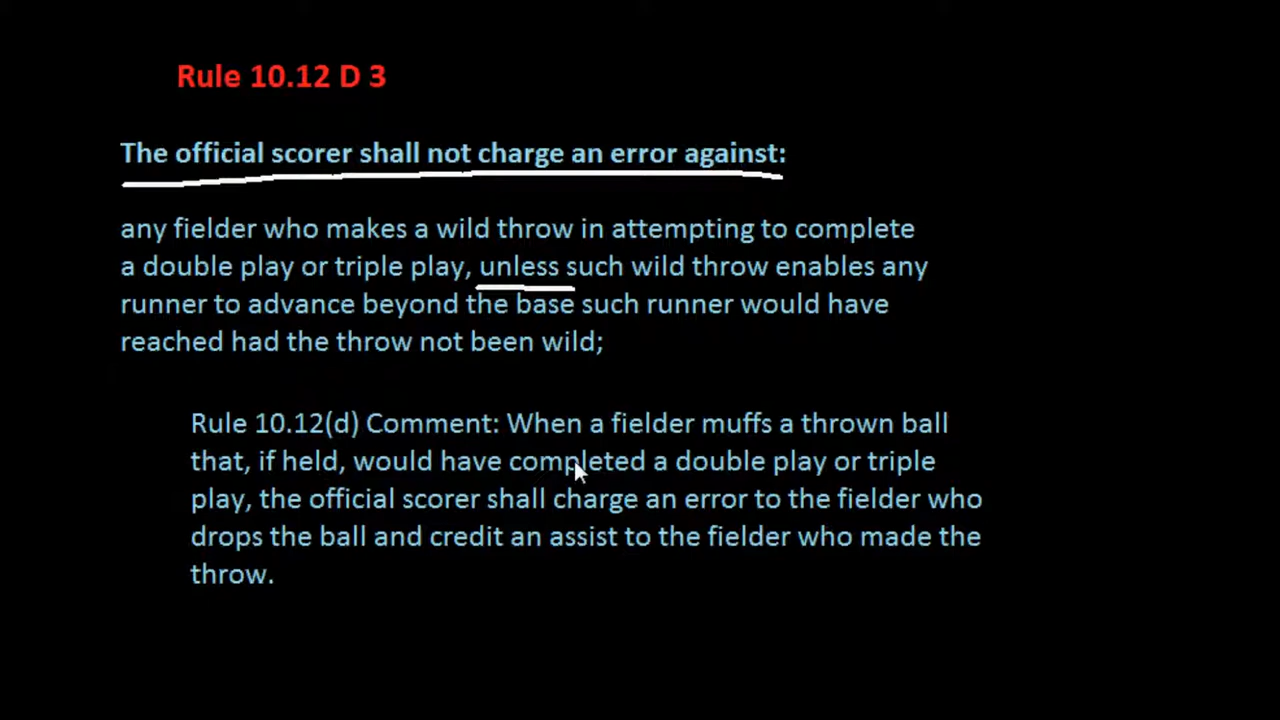 Rule 10.12 D 3
The official scorer shall not charge an error against:
any fielder who makes a wild throw in attempting to complete
a double play or triple play, unless such wild throw enables any
runner to advance beyond the base such runner would have
reached had the throw not been wild;
Rule 10.12(d) Comment: When a fielder muffs a thrown ball
that, if held, would have completed a double play or triple
play, the official scorer shall charge an error to the fielder who
drops the ball and credit an assist to the fielder who made the
throw.